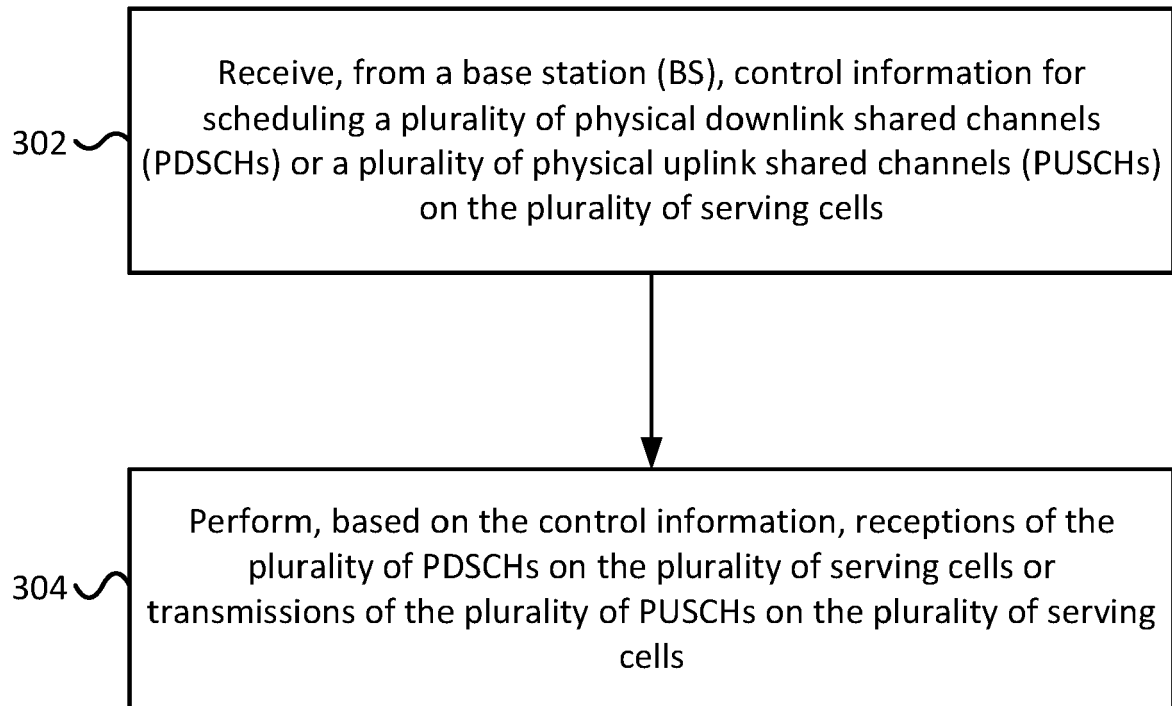 Receive, from a base station (BS), control information for
scheduling a plurality of physical downlink shared channels
302
(PDSCHs) or a plurality of physical uplink shared channels (PUSCHs)
on the plurality of serving cells
Perform, based on the control information, receptions of the
plurality of PDSCHs on the plurality of serving cells or
304
transmissions of the plurality of PUSCHs on the plurality of serving
cells